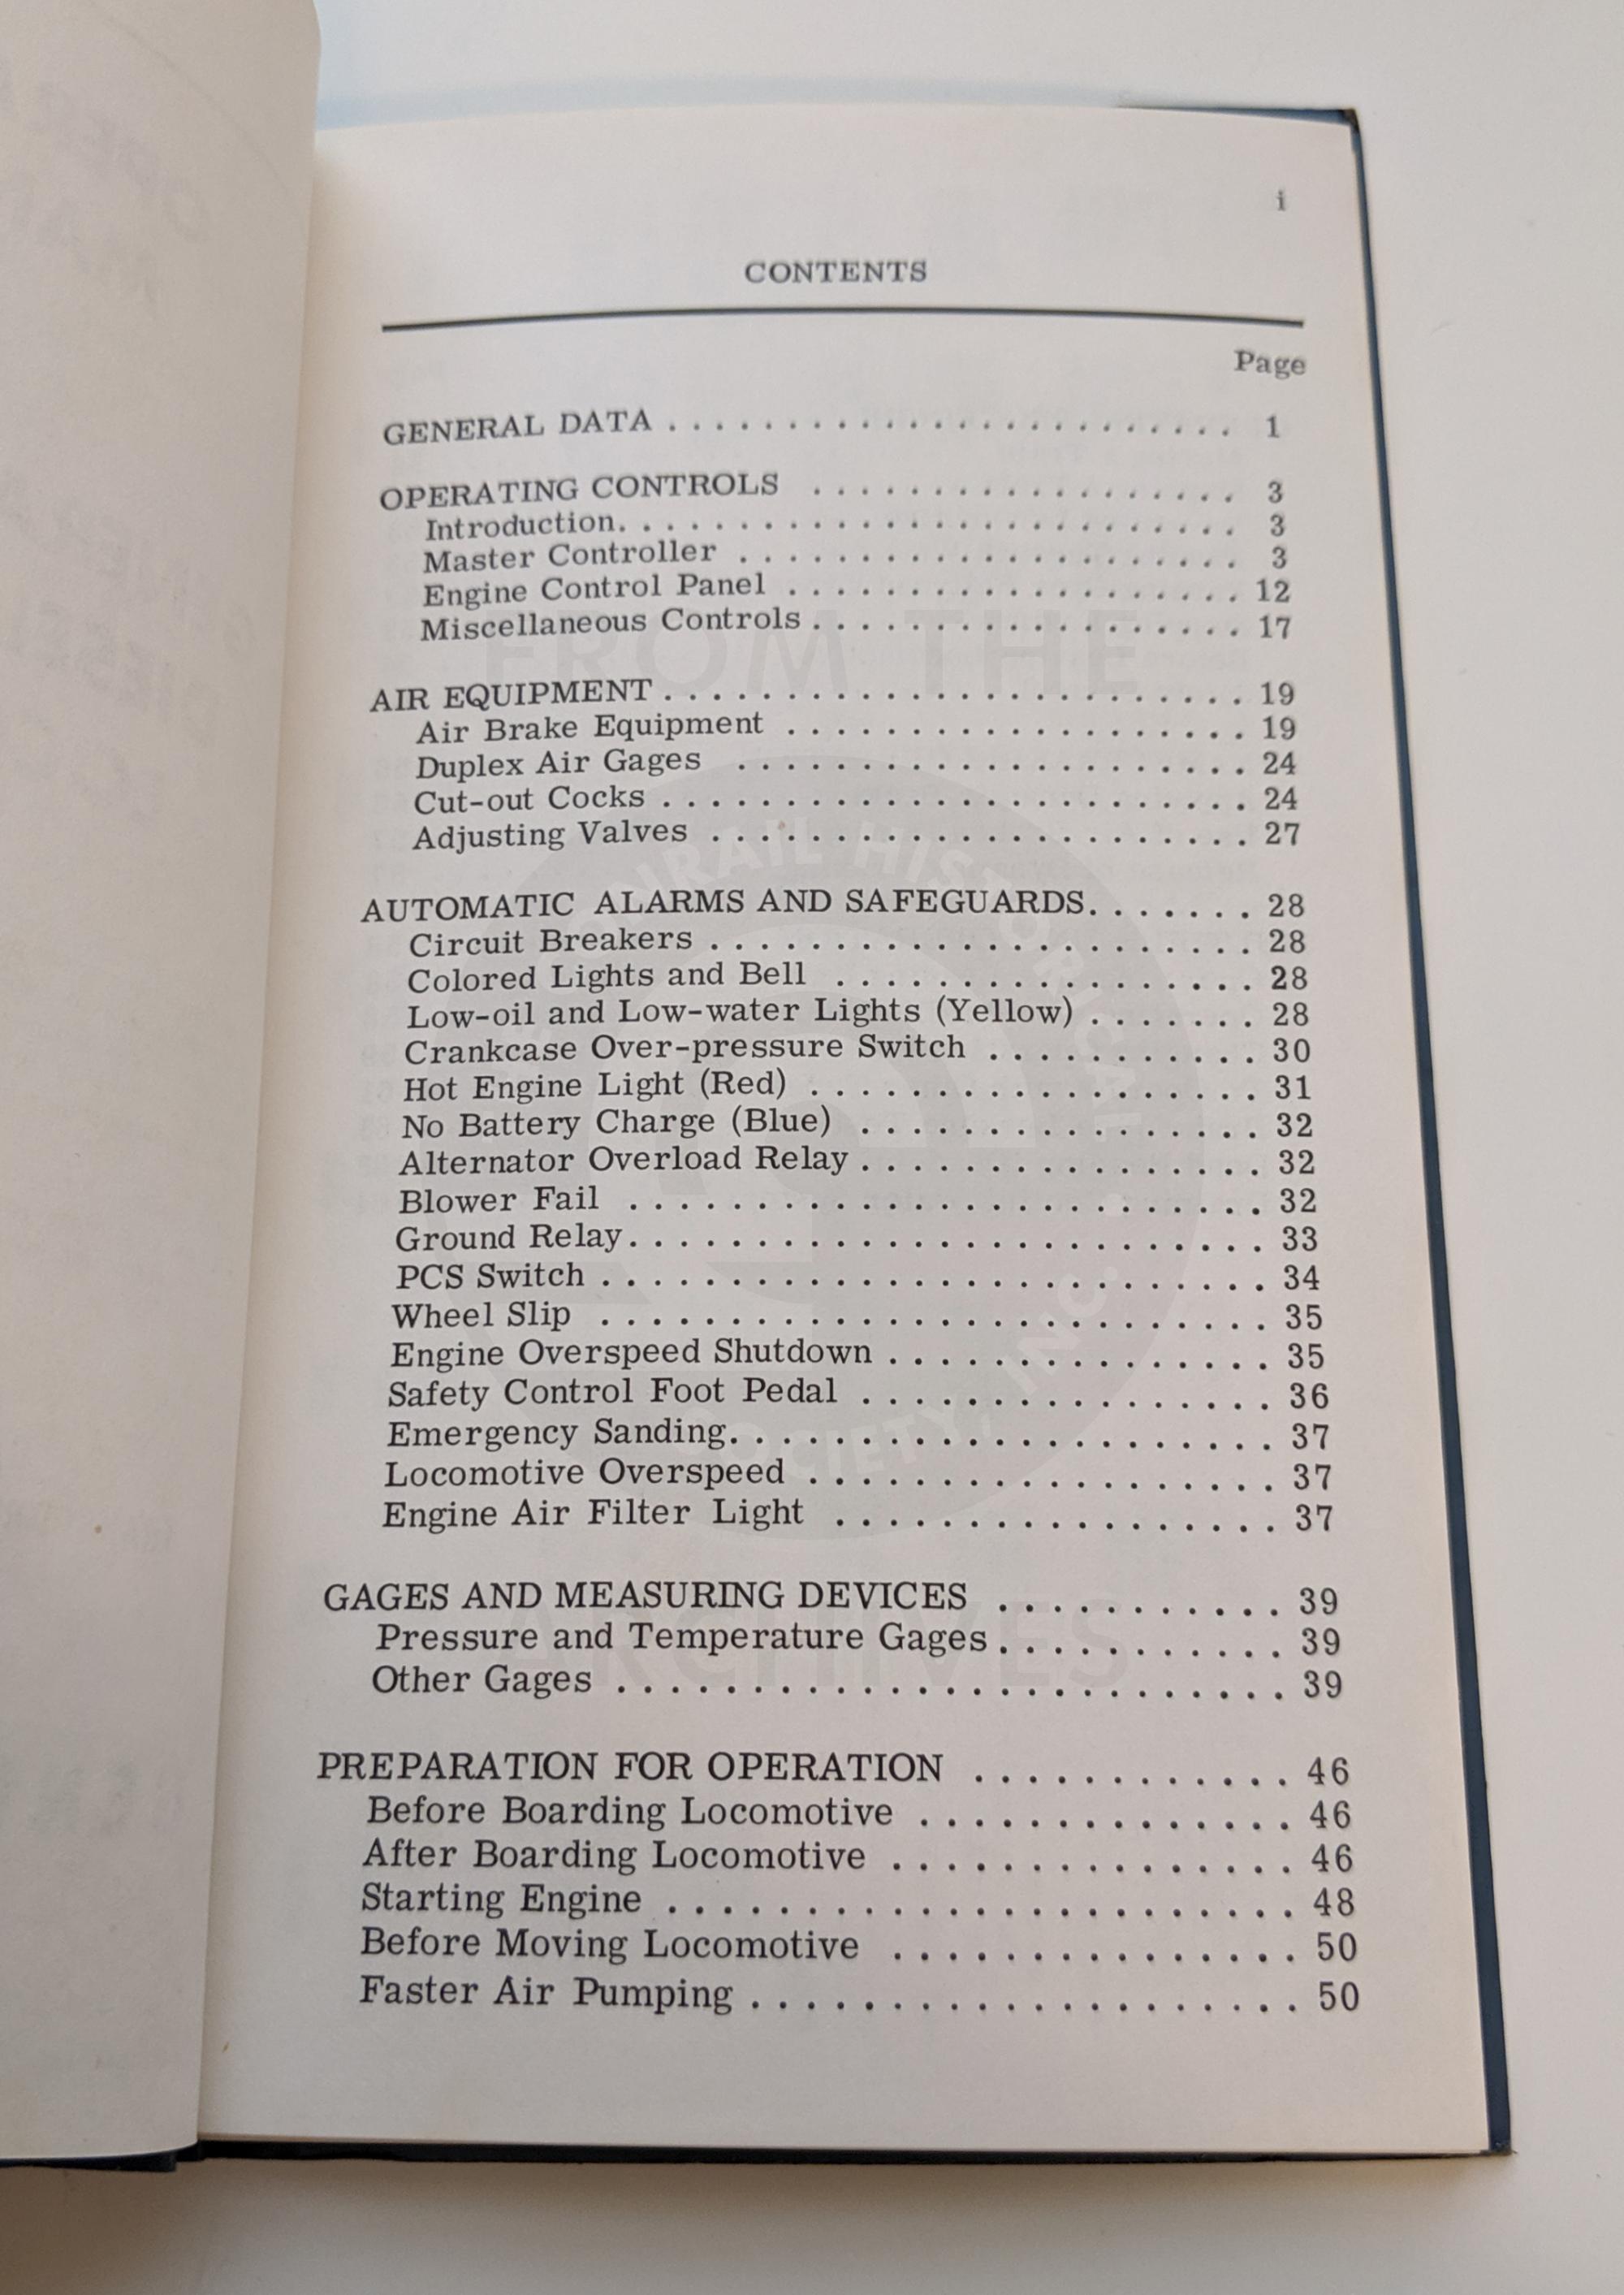 i
CONTENTS
Page
GENERAL DATA . . . . . . . . . . . . . . . . . . . . . . . . 1
OPERATING CONTROLS . . . . . . . . . . . . . . . . . . 3
Introduction. . . . . . . . . . . . . . . . . . . . . . . . . . 3
Master Controller . . . . . . . . . . . . . . . . . . . . . 3
Engine Control Panel . . . . . . . . . . . . . . . . . . . 12
Miscellaneous Controls . . . . . . . . . . . . . . . . . . 17
AIR EQUIPMENT . . . . . . . . . . . . . . . . . . . . . . . . 19
Air Brake Equipment . . . . . . . . . . . . . . . . . . . 19
Duplex Air Gages . . . . . . . . . . . . . . . . . . . . . 24
Cut-out Cocks . . . . . . . . . . . . . . . . . . . . . . . . 24
Adjusting Valves . . . . . . . . . . . . . . . . . . . . . . 27
AUTOMATIC ALARMS AND SAFEGUARDS. . . . . . . 28
Circuit Breakers . . . . . . . . . . . . . . . . . . . . . . 28
Colored Lights and Bell . . . . . . . . . . . . . . . . . 28
Low-oil and Low-water Lights (Yellow) . . . . . . . 28
Crankcase Over-pressure Switch . . . . . . . . . . . 30
Hot Engine Light (Red) . . . . . . . . . . . . . . . . . . 31
No Battery Charge (Blue) . . . . . . . . . . . . . . . . 32
Alternator Overload Relay . . . . . . . . . . . . . . . . 32
Blower Fail . . . . . . . . . . . . . . . . . . . . . . . . . 32
Ground Relay. . . . . . . . . . . . . . . . . . . . . . . . . 33
PCS Switch . . . . . . . . . . . . . . . . . . . . . . . . . . 34
Wheel Slip . . . . . . . . . . . . . . . . . . . . . . . . . . 35
Engine Overspeed Shutdown . . . . . . . . . . . . . . . 35
Safety Control Foot Pedal . . . . . . . . . . . . . . . . 36
Emergency Sanding. . . . . . . . . . . . . . . . . . . . . 37
Locomotive Overspeed . . . . . . . . . . . . . . . . . . 37
Engine Air Filter Light . . . . . . . . . . . . . . . . . 37
GAGES AND MEASURING DEVICES . . . . . . . . . . . 39
Pressure and Temperature Gages . . . . . . . . . . . 39
Other Gages . . . . . . . . . . . . . . . . . . . . . . . . . 39
PREPARATION FOR OPERATION . . . . . . . . . . . . 46
Before Boarding Locomotive . . . . . . . . . . . . . . 46
After Boarding Locomotive . . . . . . . . . . . . . . . 46
Starting Engine . . . . . . . . . . . . . . . . . . . . . . . 48
Before Moving Locomotive . . . . . . . . . . . . . . . 50
Faster Air Pumping . . . . . . . . . . . . . . . . . . . . 50
FROM THE
ARCHIVES